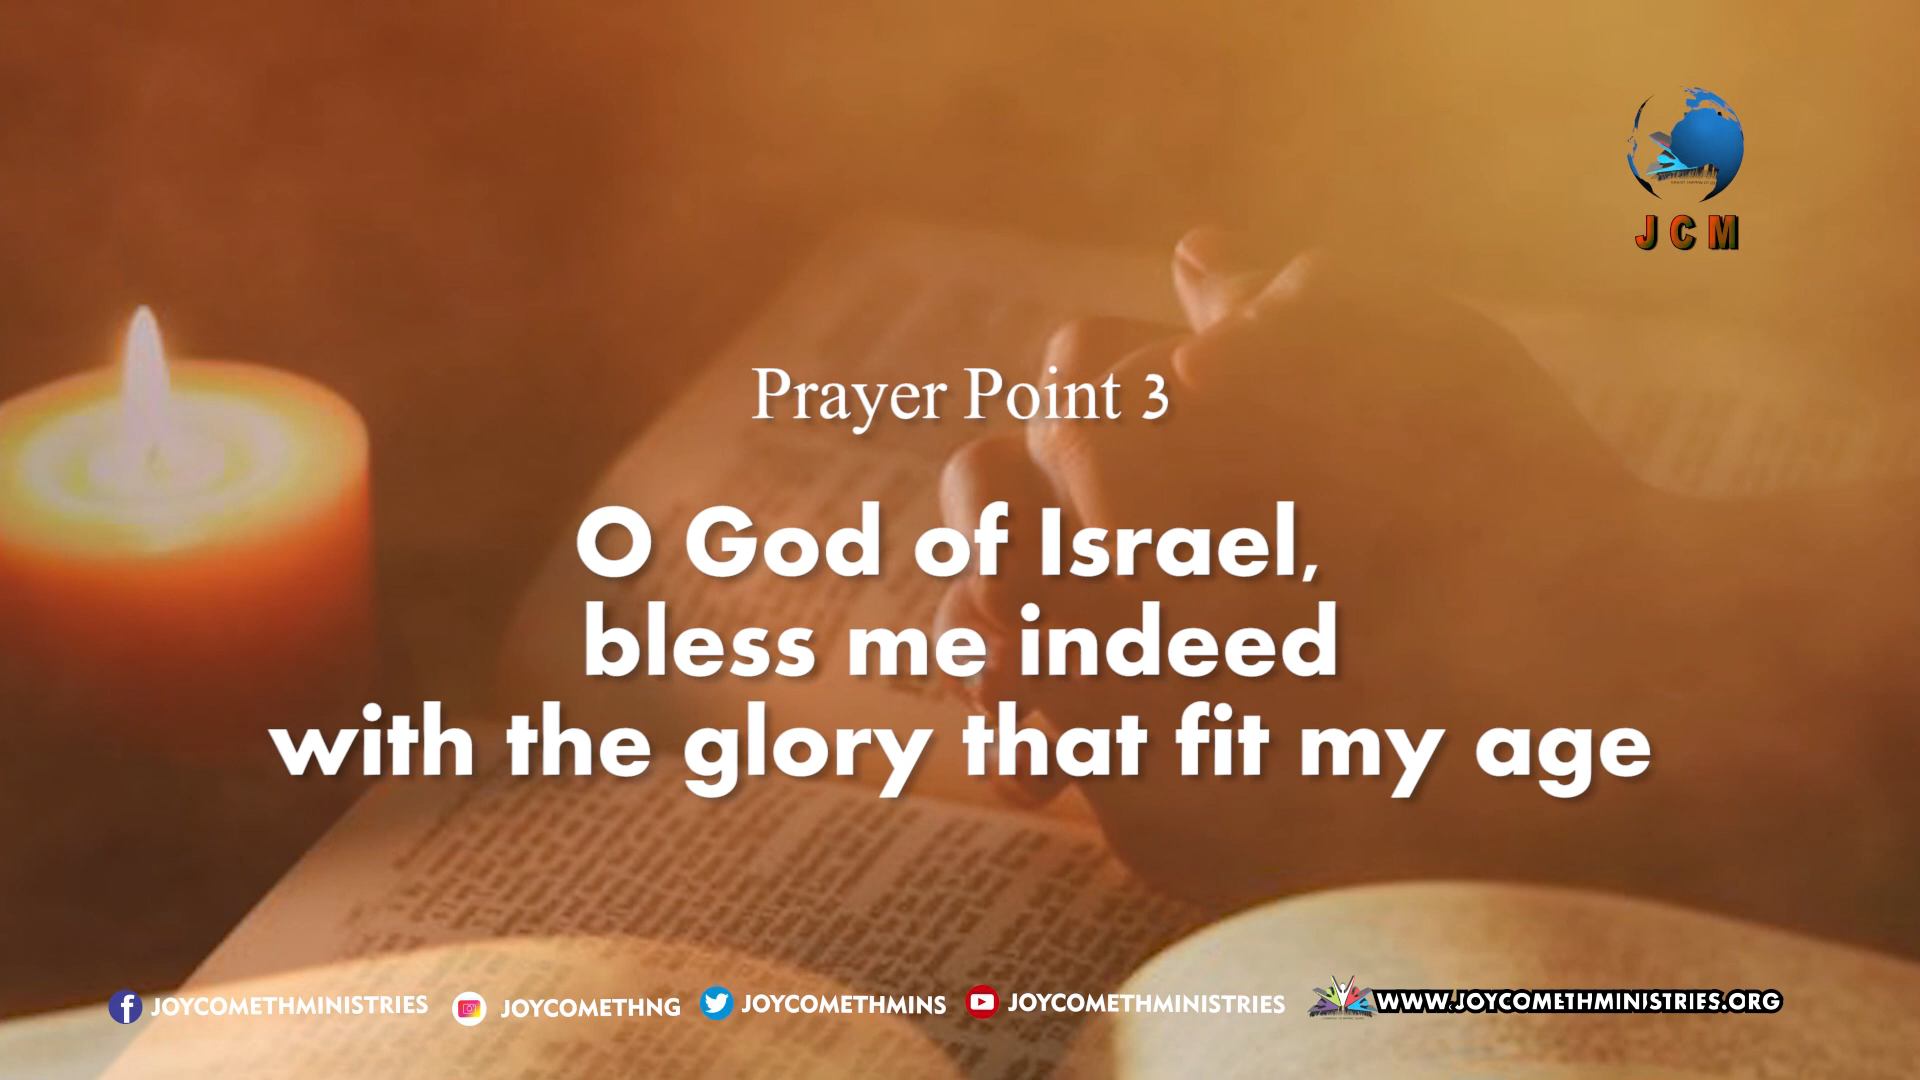 JCM
Prayer Point 3
O God of Israel,
bless me indeed
with the glory that fit my age
JOYCOMETHMINISTRIES
JOYCOMETHNG
JOYCOMETHMINS
JOYCOMETHMINISTRIES
WWW.JOYCOMETHMINISTRIES.ORG